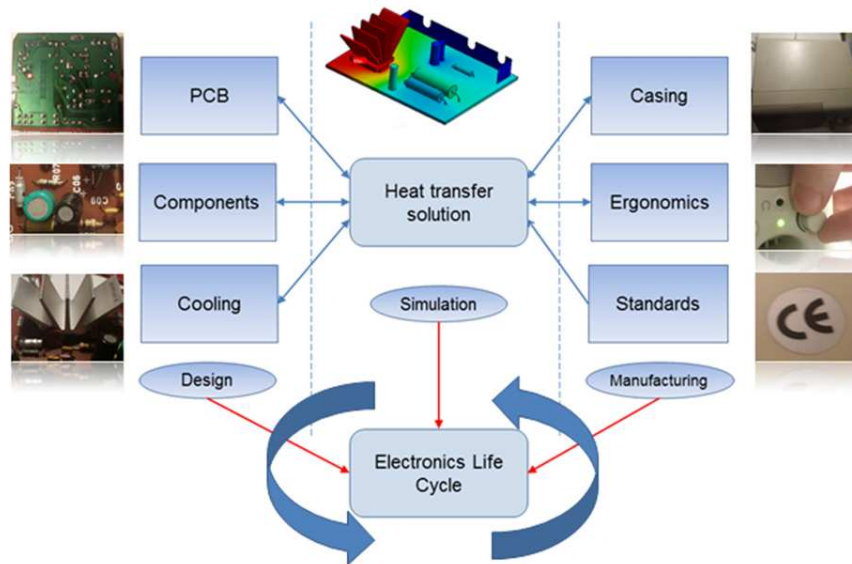 PCB
Casing
Heat transfer
solution
Components
Ergonomics
Cooling
Simulation
Standards
CE
Design
Manufacturing
Electronics Life
Cycle